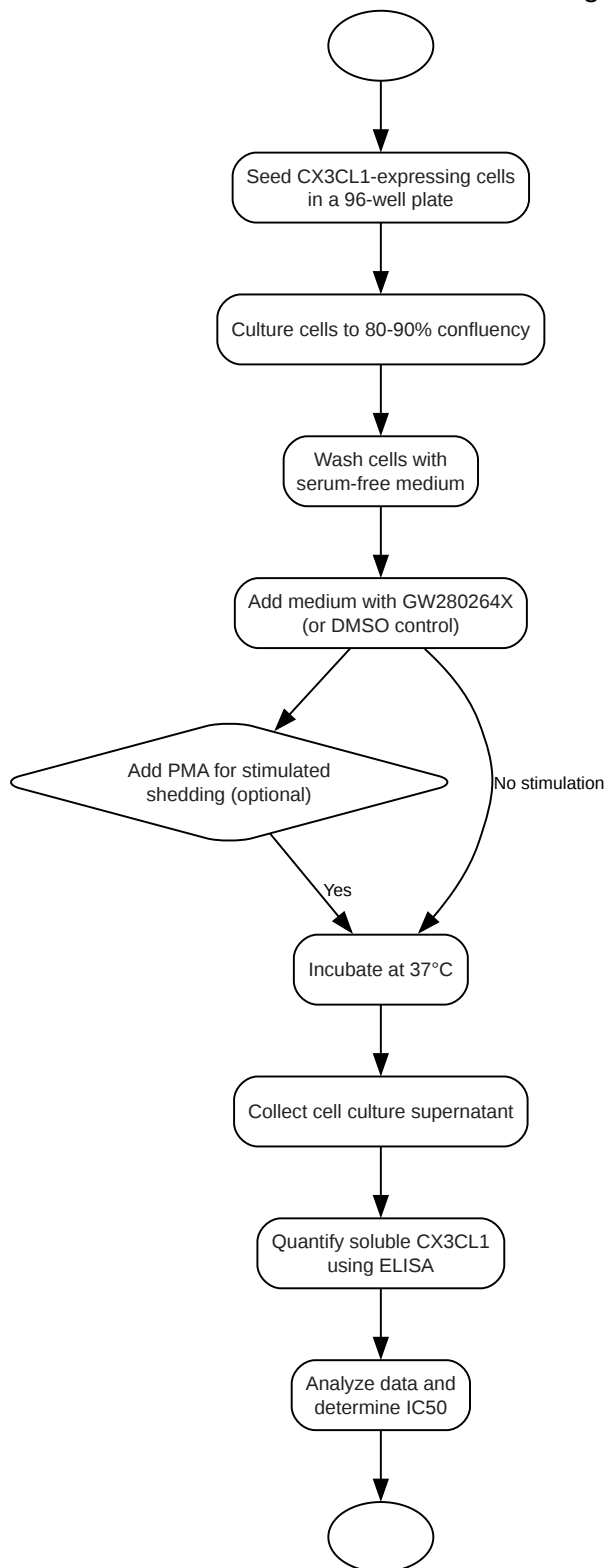 Seed CX3CL1-expressing cells
in a 96-well plate
Culture cells to 80-90% confluency
Wash cells with
serum-free medium
Add medium with GW280264X
(or DMSO control)
Add PMA for stimulated
shedding (optional)
No stimulation
Yes
Incubate at 37°C
Collect cell culture supernatant
Quantify soluble CX3CL1
using ELISA
Analyze data and
determine IC50